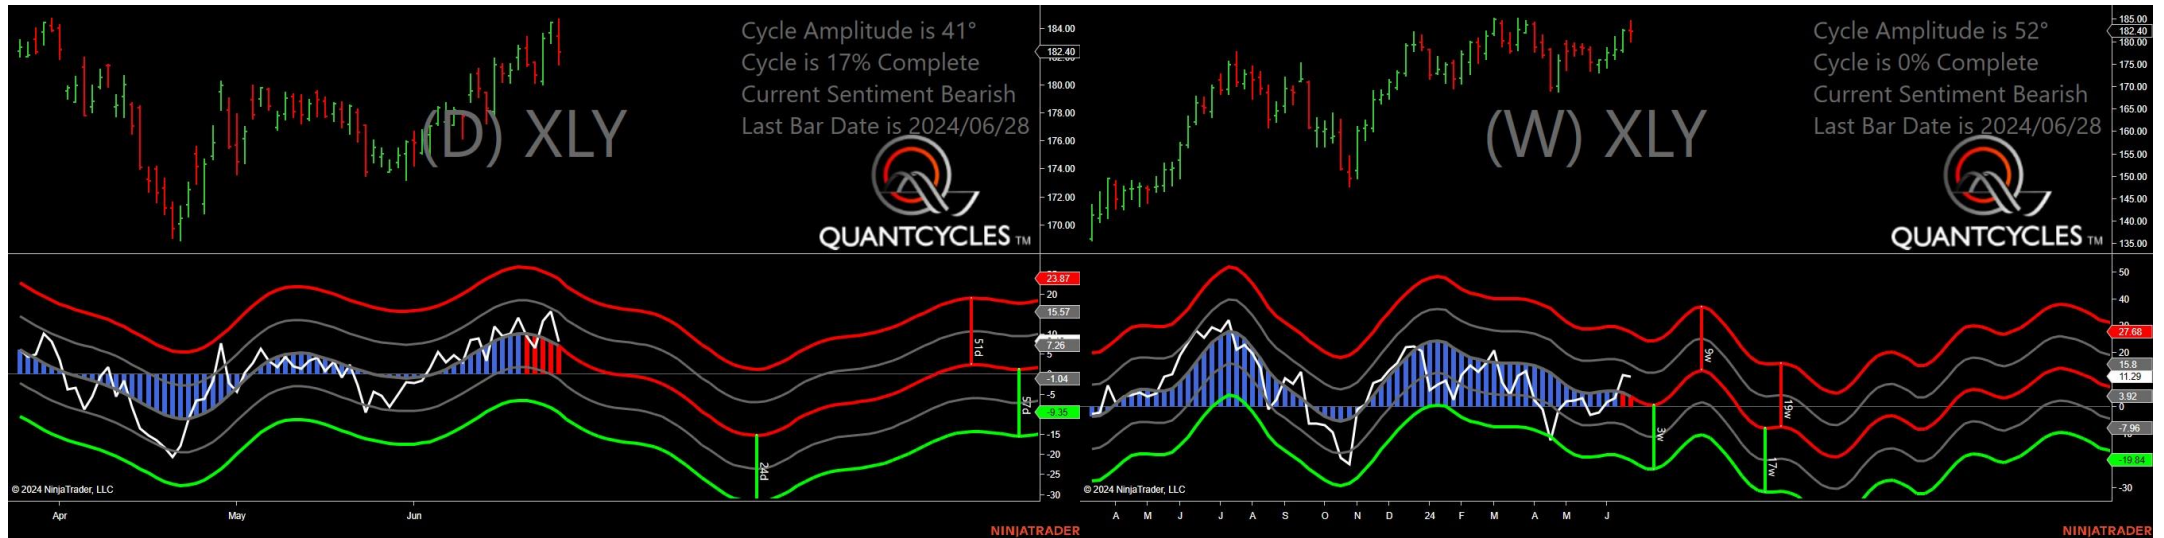 Cycle Amplitude is 41°
Cycle is 17% Complete
Current Sentiment Bearish
Last Bar Date is 2024/06/28
(D) XLY
QUANTCYCLES TM
184.00
182.40
182.00
180.00
178.00
176.00
174.00
172.00
170.00
23.87
20
15.57
10
7.26
5
-1.04
-5
-9.35
-15
-20
-25
-30
51d
57d
24d
© 2024 NinjaTrader, LLC
Apr May Jun
NINJATRADER
Cycle Amplitude is 52°
Cycle is 0% Complete
Current Sentiment Bearish
Last Bar Date is 2024/06/28
(W) XLY
QUANTCYCLES TM
185.00
182.40
180.00
175.00
170.00
165.00
160.00
155.00
150.00
145.00
140.00
135.00
50
40
27.68
20
15.8
11.29
3.92
0
-7.96
-19.84
-30
9w
19w
3w
17w
© 2024 NinjaTrader, LLC
A M J J A S O N D 24 F M A M J
NINJATRADER